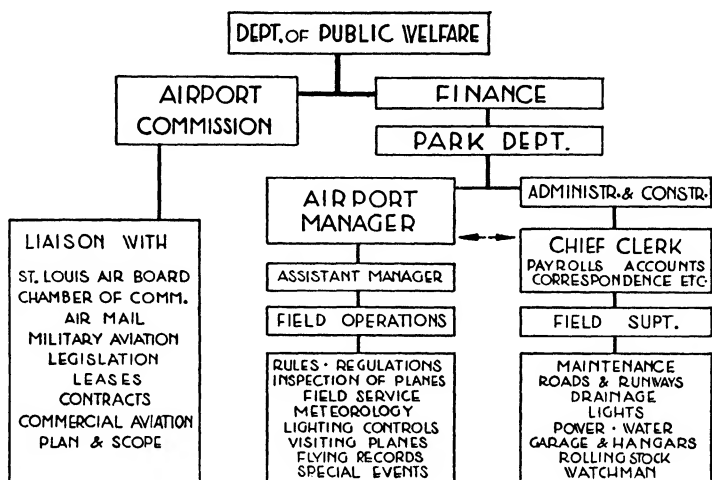 DEPT. OF PUBLIC WELFARE
AIRPORT
COMMISSION
FINANCE
PARK DEPT.
AIRPORT
MANAGER
ADMINISTR. & CONSTR.
LIAISON WITH
ST. LOUIS AIR BOARD
CHAMBER OF COMM.
AIR MAIL
MILITARY AVIATION
LEGISLATION
LEASES
CONTRACTS
COMMERCIAL AVIATION
PLAN & SCOPE
CHIEF CLERK
PAYROLLS ACCOUNTS
CORRESPONDENCE ETC.
ASSISTANT MANAGER
FIELD OPERATIONS
FIELD SUPT.
RULES · REGULATIONS
INSPECTION OF PLANES
FIELD SERVICE
METEOROLOGY
LIGHTING CONTROLS
VISITING PLANES
FLYING RECORDS
SPECIAL EVENTS
MAINTENANCE
ROADS & RUNWAYS
DRAINAGE
LIGHTS
POWER · WATER
GARAGE & HANGARS
ROLLING STOCK
WATCHMAN